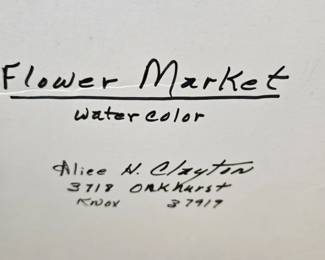 Flower Market
watercolor
Alice H. Clayton
3718 Oakhurst
Knox 37919